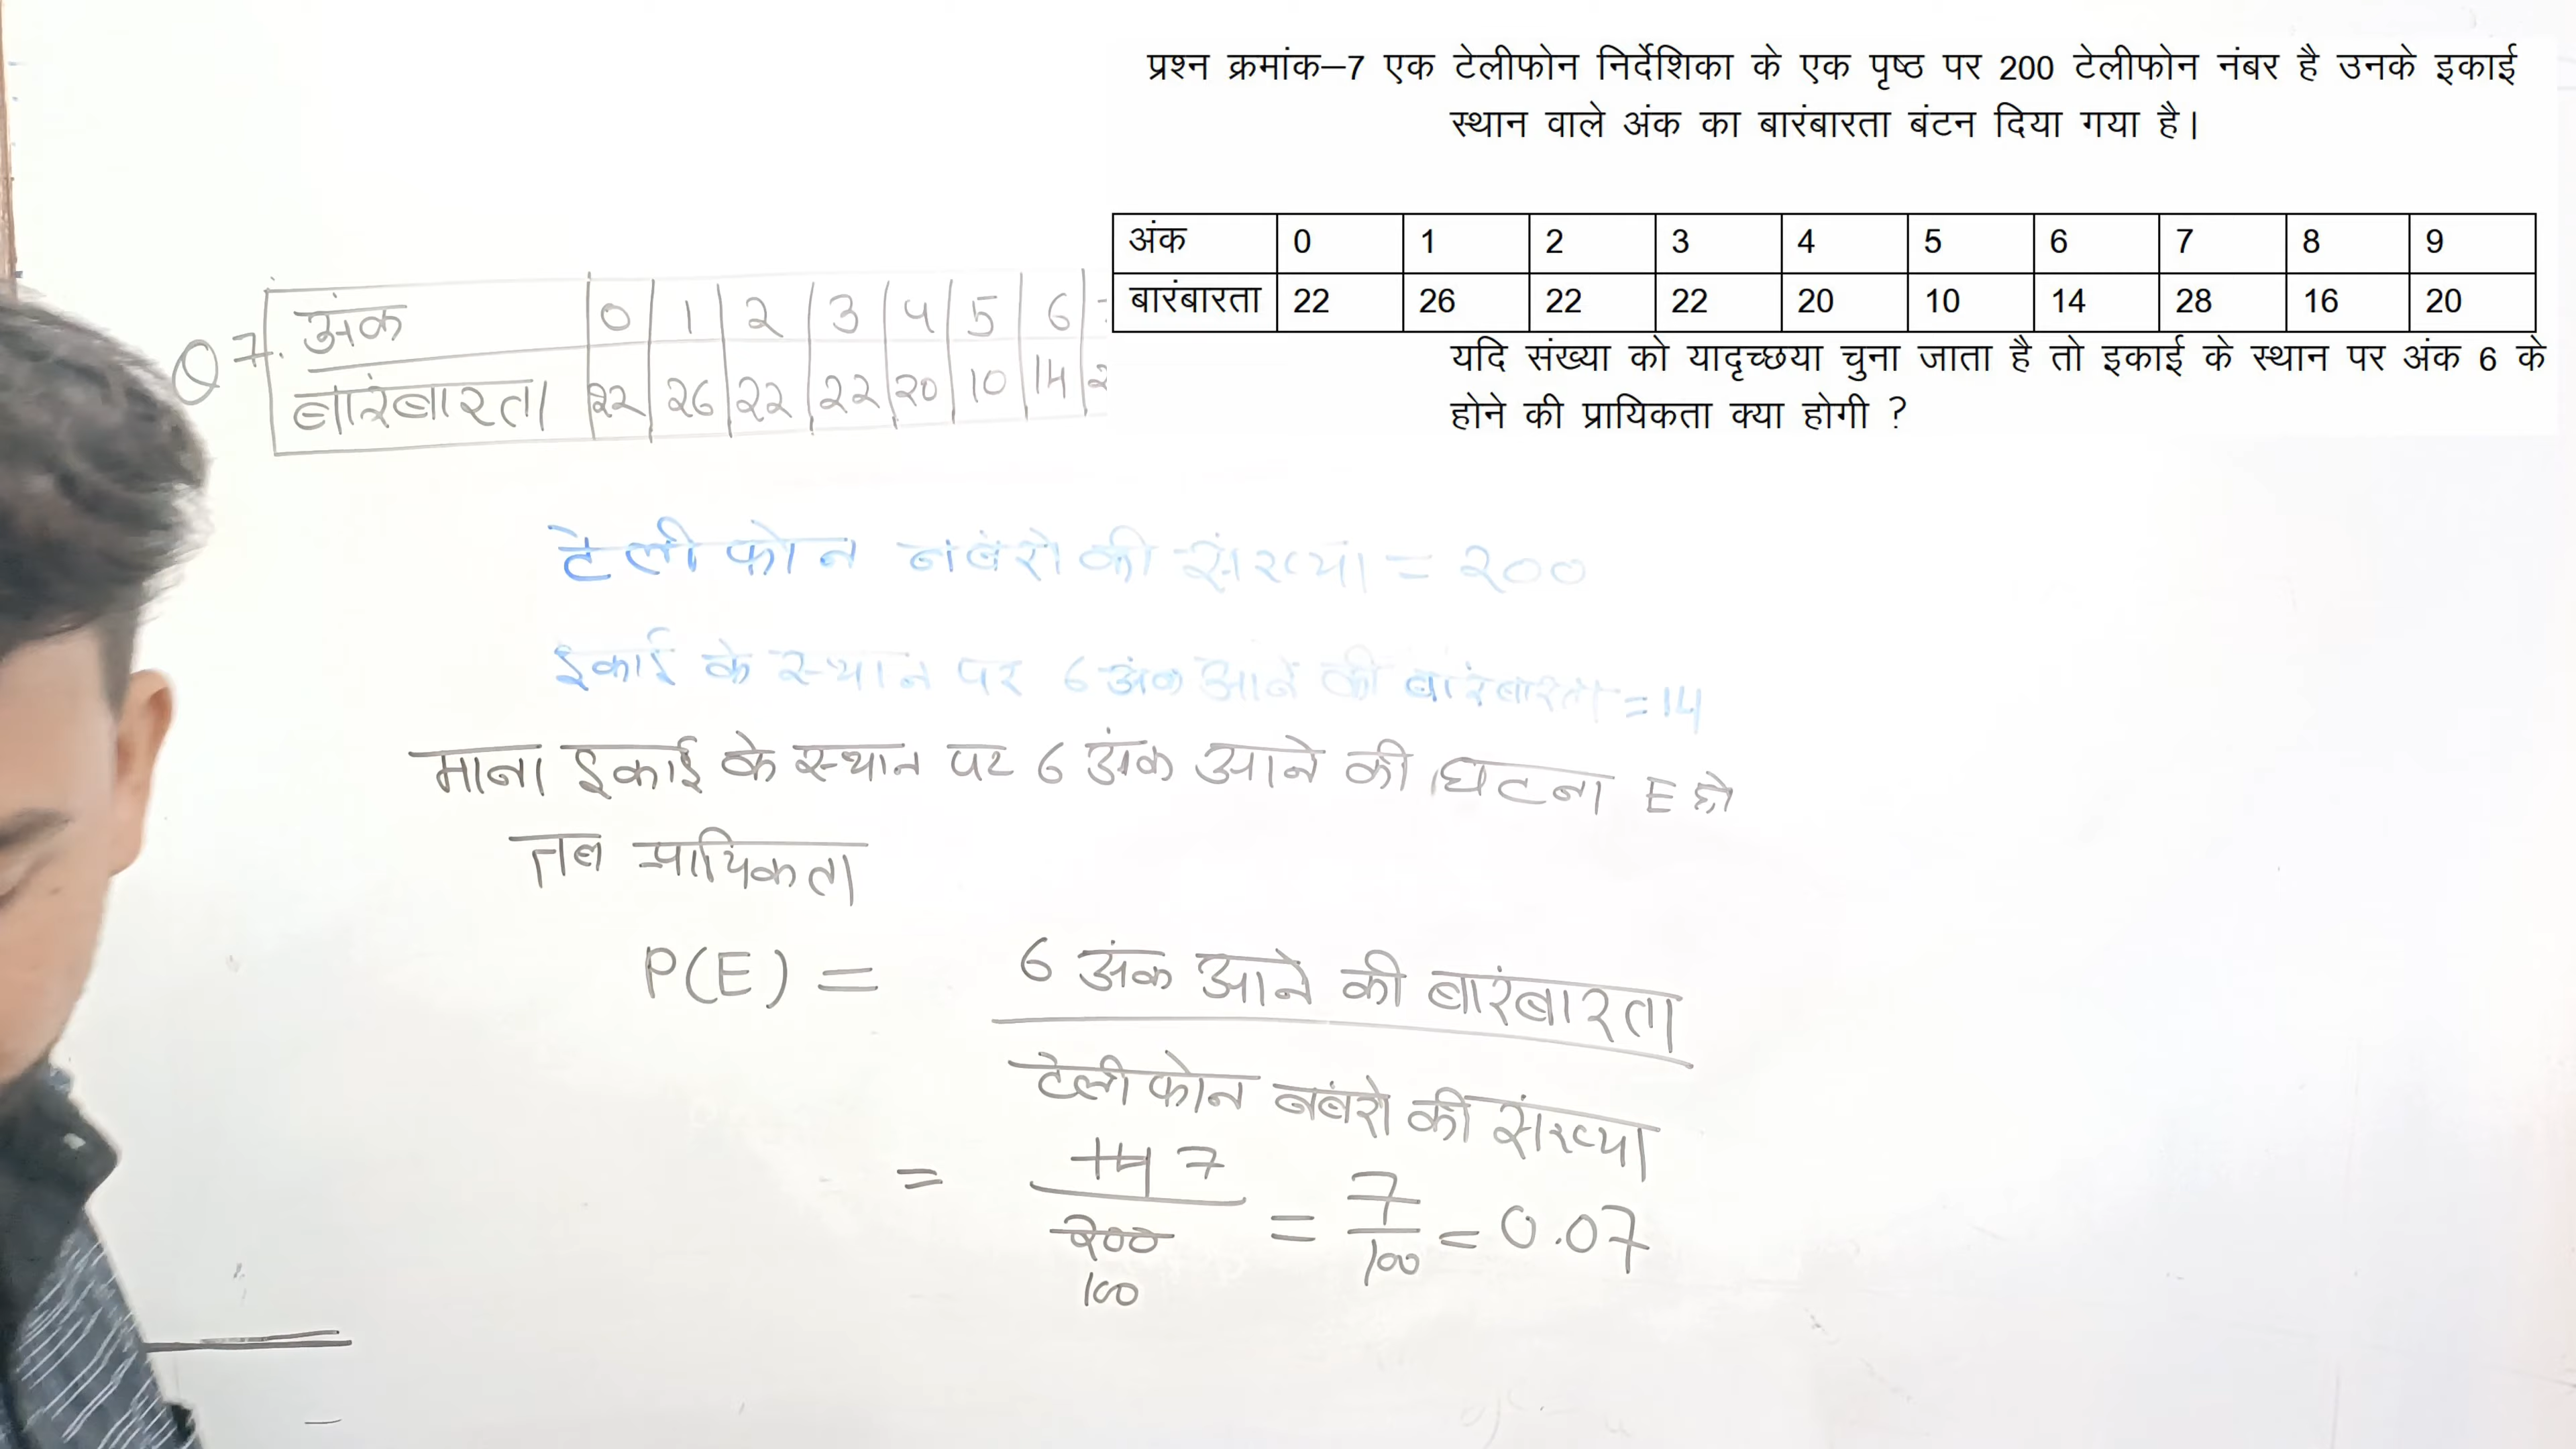 प्रश्न क्रमांक–7 एक टेलीफोन निर्देशिका के एक पृष्ठ पर 200 टेलीफोन नंबर है उनके इकाई
स्थान वाले अंक का बारंबारता बंटन दिया गया है।
अंक 0 1 2 3 4 5 6 7 8 9
बारंबारता 22 26 22 22 20 10 14 28 16 20
यदि संख्या को यादृच्छया चुना जाता है तो इकाई के स्थान पर अंक 6 के
होने की प्रायिकता क्या होगी ?
Q 7. अंक 0 1 2 3 4 5 6
बारंबारता 22 26 22 22 20 10 14
टेलीफोन नबंरो की संख्या = 200
इकाई के स्थान पर 6 अंक आने की बारंबारता = 14
माना इकाई के स्थान पर 6 अंक आने की घटना E हो
तब प्रायिकता
P(E) = 6 अंक आने की बारंबारता
टेलीफोन नबंरो की संख्या
= 14 7
200 = 7/100 = 0.07
100